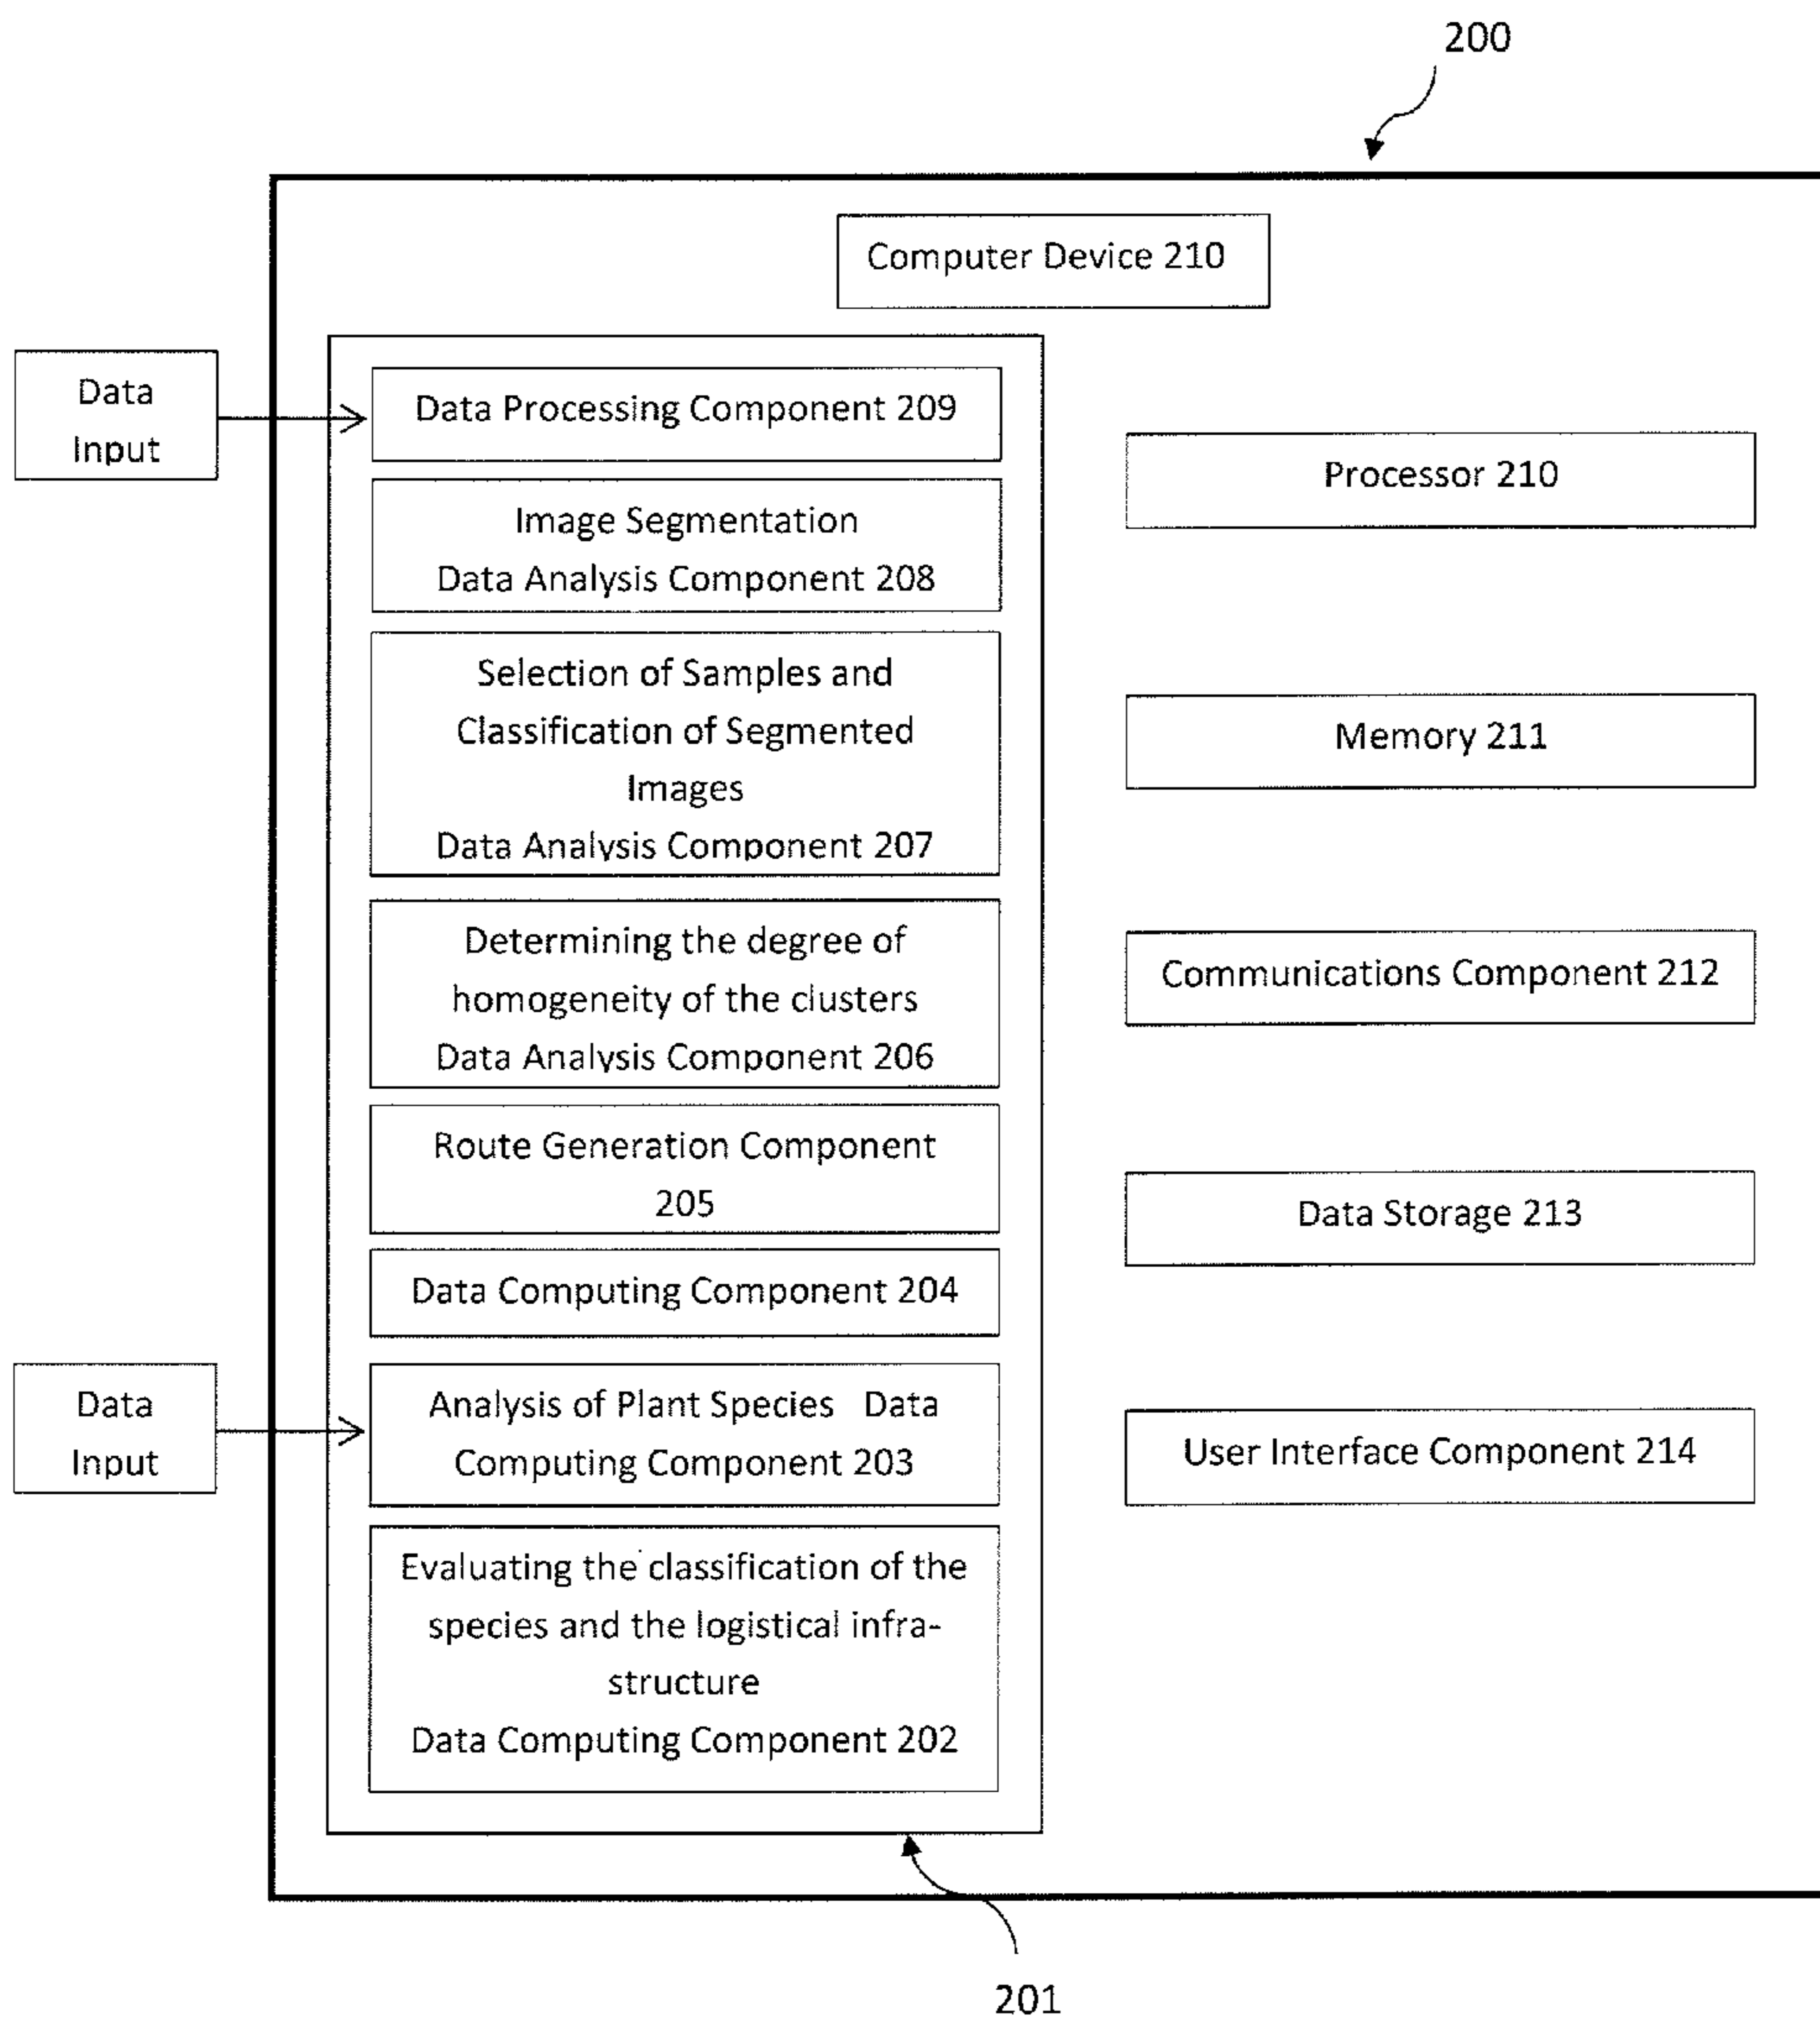 200
Computer Device 210
Data
Input
Data Processing Component 209
Image Segmentation
Data Analysis Component 208
Selection of Samples and
Classification of Segmented
Images
Data Analysis Component 207
Determining the degree of
homogeneity of the clusters
Data Analysis Component 206
Route Generation Component
205
Data Computing Component 204
Data
Input
Analysis of Plant Species Data
Computing Component 203
Evaluating the classification of the
species and the logistical infra-
structure
Data Computing Component 202
Processor 210
Memory 211
Communications Component 212
Data Storage 213
User Interface Component 214
201